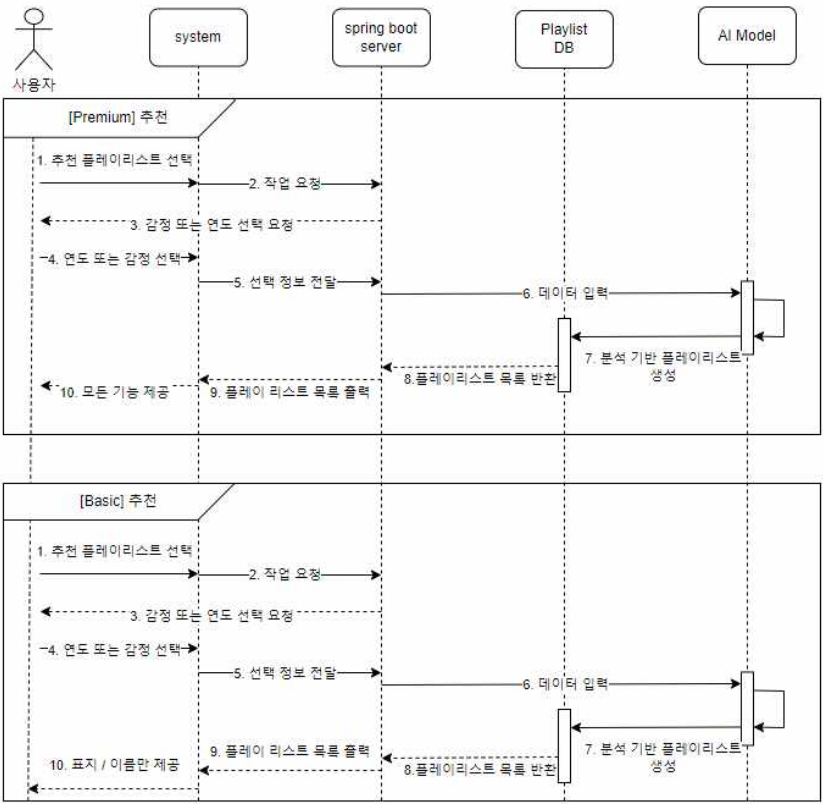 사용자
system
spring boot
server
Playlist
DB
AI Model
[Premium] 추천
1. 추천 플레이리스트 선택
2. 작업 요청
3. 감정 또는 연도 선택 요청
4. 연도 또는 감정 선택
5. 선택 정보 전달
6. 데이터 입력
7. 분석 기반 플레이리스트
생성
8.플레이리스트 목록 반환
9. 플레이 리스트 목록 출력
10. 모든 기능 제공
[Basic] 추천
1. 추천 플레이리스트 선택
2. 작업 요청
3. 감정 또는 연도 선택 요청
4. 연도 또는 감정 선택
5. 선택 정보 전달
6. 데이터 입력
7. 분석 기반 플레이리스트
생성
8.플레이리스트 목록 반환
9. 플레이 리스트 목록 출력
10. 표지 / 이름만 제공